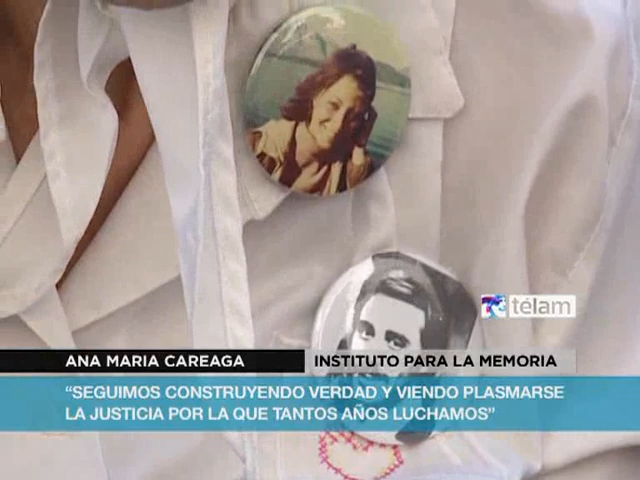 télam
ANA MARIA CAREAGA
INSTITUTO PARA LA MEMORIA
“SEGUIMOS CONSTRUYENDO VERDAD Y VIENDO PLASMARSE
LA JUSTICIA POR LA QUE TANTOS AÑOS LUCHAMOS”